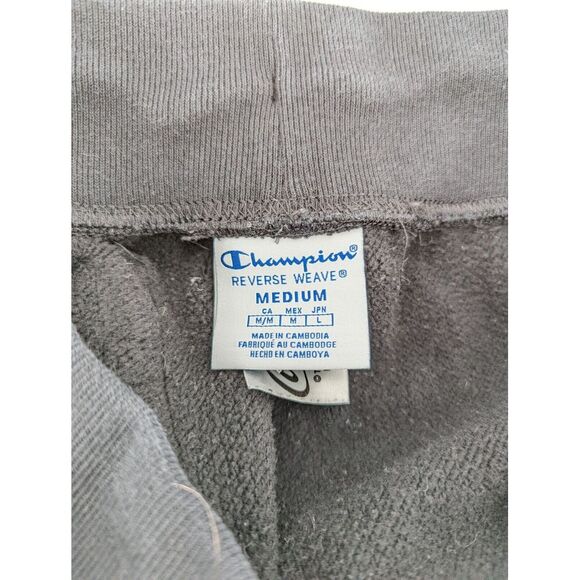 Champion®
REVERSE WEAVE®
MEDIUM
CA MEX JPN
M/M M L
MADE IN CAMBODIA
FABRIQUÉ AU CAMBODGE
HECHO EN CAMBOYA